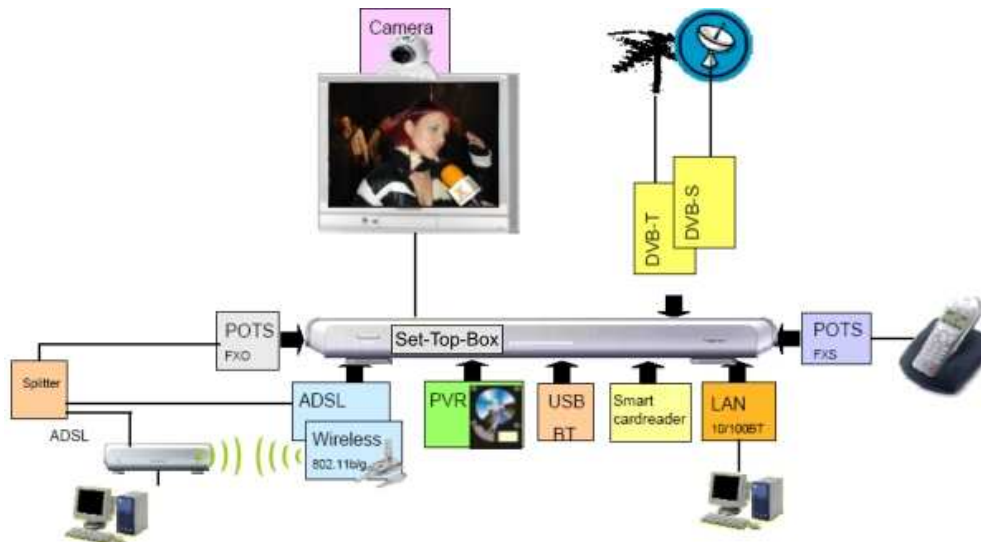 Camera
DVB-T
DVB-S
POTS
FXO
Set-Top-Box
POTS
FXS
Splitter
ADSL
ADSL
Wireless
802.11b/g
PVR
USB
BT
Smart
cardreader
LAN
10/100BT